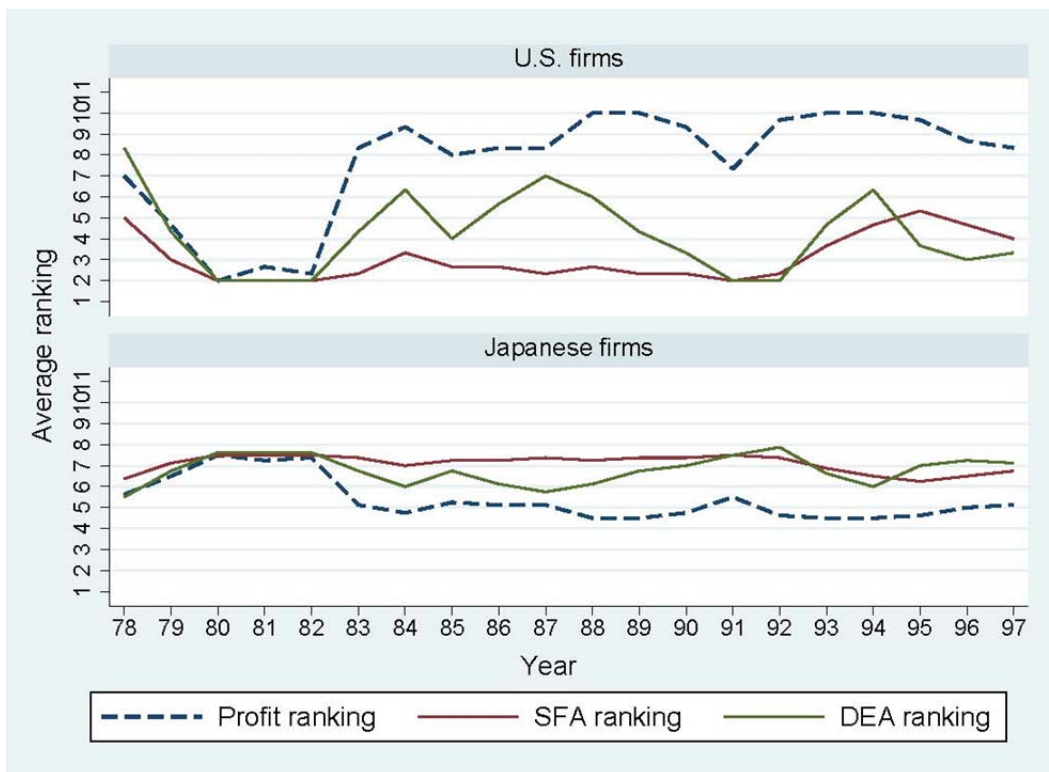 U.S. firms
1 2 3 4 5 6 7 8 9 10 11
Japanese firms
1 2 3 4 5 6 7 8 9 10 11
Average ranking
78 79 80 81 82 83 84 85 86 87 88 89 90 91 92 93 94 95 96 97
Year
Profit ranking SFA ranking DEA ranking